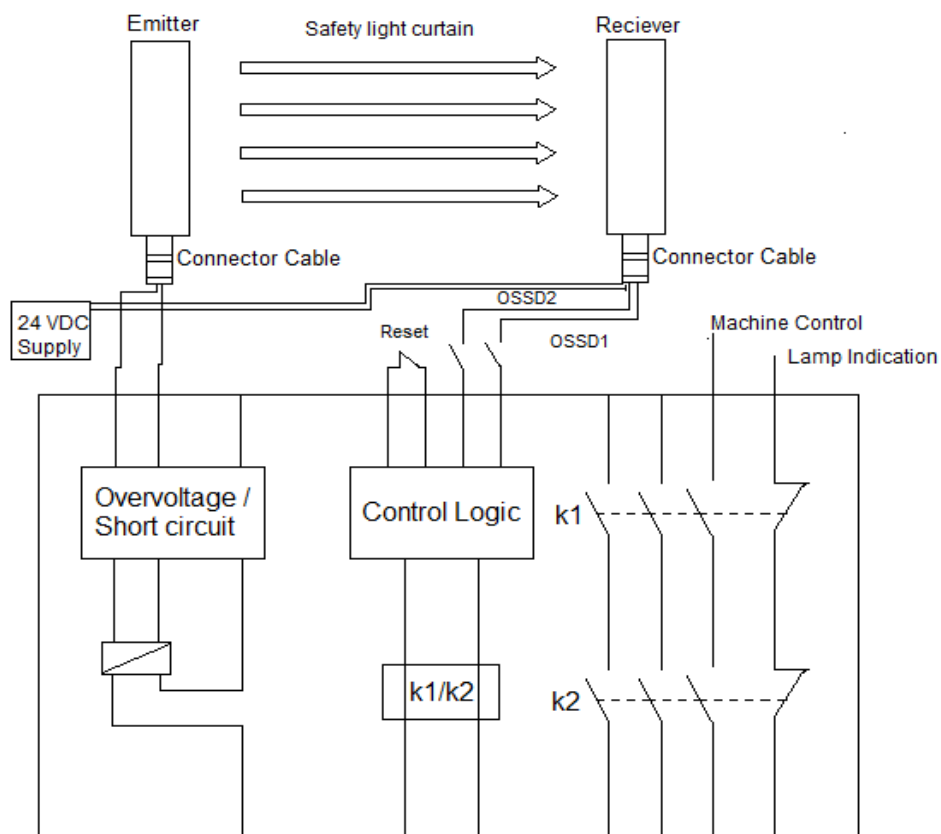 Emitter
Safety light curtain
Reciever
Connector Cable
Connector Cable
24 VDC
Supply
OSSD2
Reset
OSSD1
Machine Control
Lamp Indication
Overvoltage /
Short circuit
Control Logic
k1
k1/k2
k2